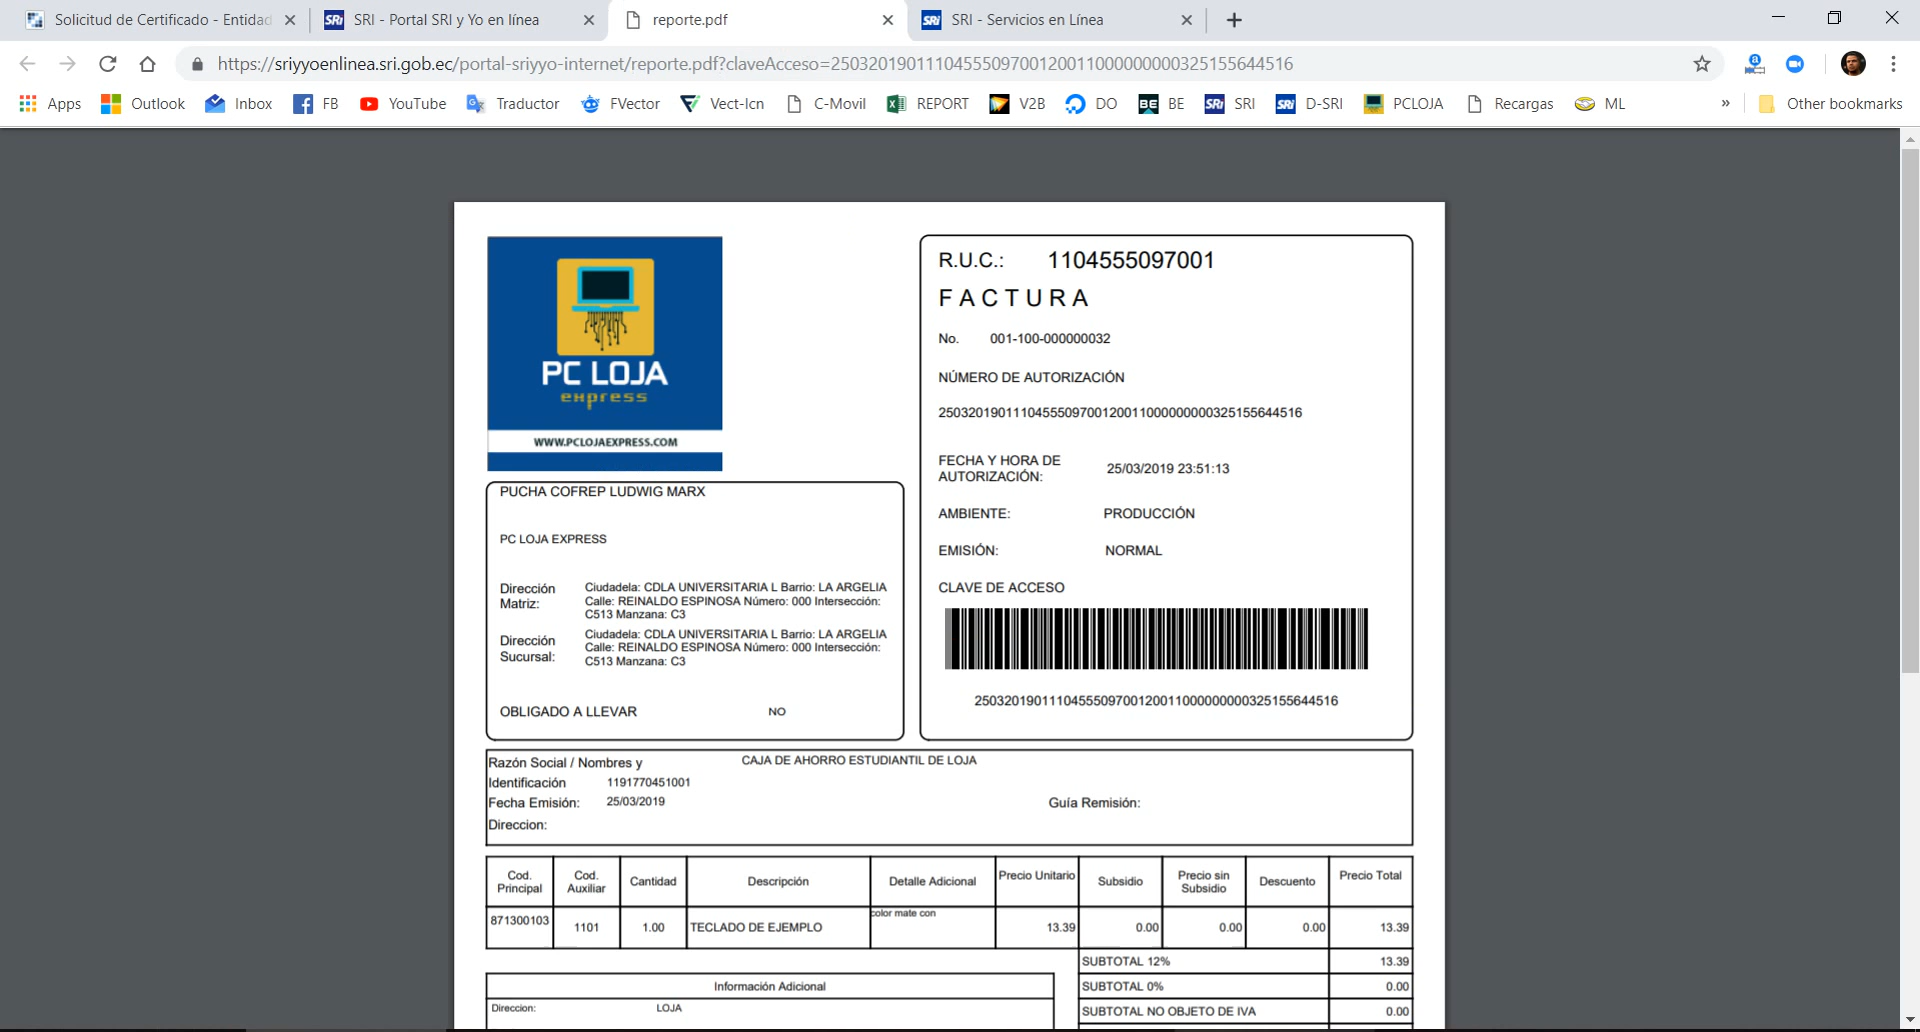 Solicitud de Certificado - Entidad
SRI - Portal SRI y Yo en línea
reporte.pdf
SRI - Servicios en Línea
https://sriyyoenlinea.sri.gob.ec/portal-sriyyo-internet/reporte.pdf?claveAcceso=2503201901110455509700120011000000000325155644516
Apps
Outlook
Inbox
FB
YouTube
Traductor
FVector
Vect-Icn
C-Movil
REPORT
V2B
DO
BE
SRI
D-SRI
PCLOJA
Recargas
ML
»
Other bookmarks
PC LOJA
express
WWW.PCLOJAEXPRESS.COM
R.U.C.: 1104555097001
FACTURA
No. 001-100-000000032
NÚMERO DE AUTORIZACIÓN
2503201901110455509700120011000000000325155644516
FECHA Y HORA DE
AUTORIZACIÓN: 25/03/2019 23:51:13
AMBIENTE: PRODUCCIÓN
EMISIÓN: NORMAL
CLAVE DE ACCESO
2503201901110455509700120011000000000325155644516
PUCHA COFREP LUDWIG MARX
PC LOJA EXPRESS
Dirección
Matriz:
Ciudadela: CDLA UNIVERSITARIA L Barrio: LA ARGELIA
Calle: REINALDO ESPINOSA Número: 000 Intersección:
C513 Manzana: C3
Dirección
Sucursal:
Ciudadela: CDLA UNIVERSITARIA L Barrio: LA ARGELIA
Calle: REINALDO ESPINOSA Número: 000 Intersección:
C513 Manzana: C3
OBLIGADO A LLEVAR NO
Razón Social / Nombres y CAJA DE AHORRO ESTUDIANTIL DE LOJA
Identificación 1191770451001
Fecha Emisión: 25/03/2019 Guía Remisión:
Direccion:
Cod. Principal Cod. Auxiliar Cantidad Descripción Detalle Adicional Precio Unitario Subsidio Precio sin Subsidio Descuento Precio Total
871300103 1101 1.00 TECLADO DE EJEMPLO color mate con 13.39 0.00 0.00 0.00 13.39
SUBTOTAL 12% 13.39
SUBTOTAL 0% 0.00
SUBTOTAL NO OBJETO DE IVA 0.00
Información Adicional
Direccion: LOJA